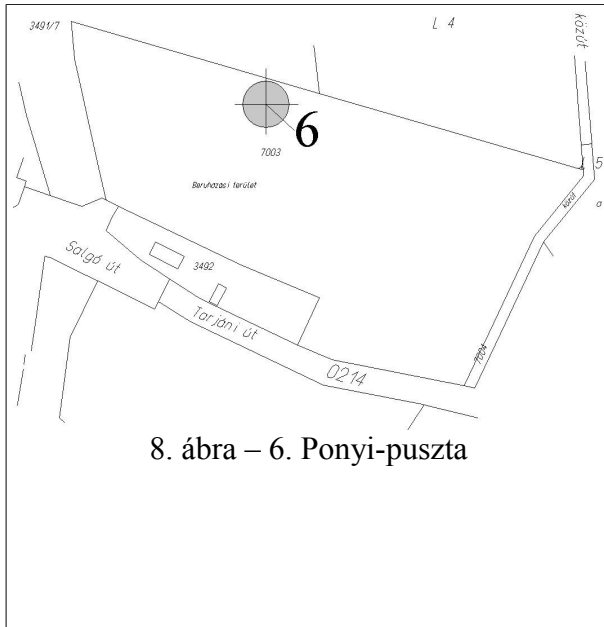 3491/7
L 4
közút
6
7003
Beruházási terület
5
közút
a
Salgó út
3492
Tarjáni út
0214
7004
8. ábra – 6. Ponyi-puszta